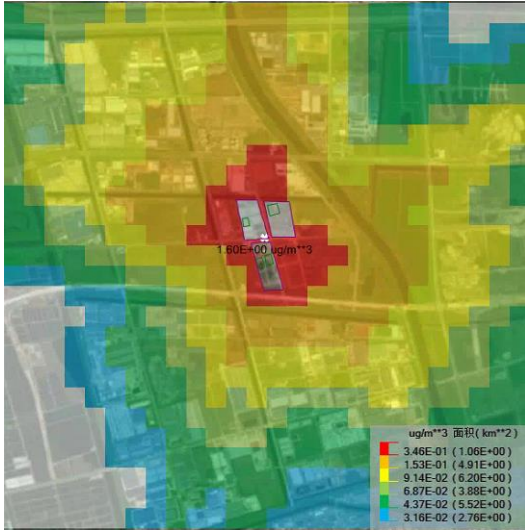 1.60E+00 ug/m**3
ug/m**3 面积( km**2)
3.46E-01 ( 1.06E+00)
1.53E-01 ( 4.91E+00)
9.14E-02 ( 6.20E+00)
6.87E-02 ( 3.88E+00)
4.37E-02 ( 5.52E+00)
3.16E-02 ( 2.76E+00)